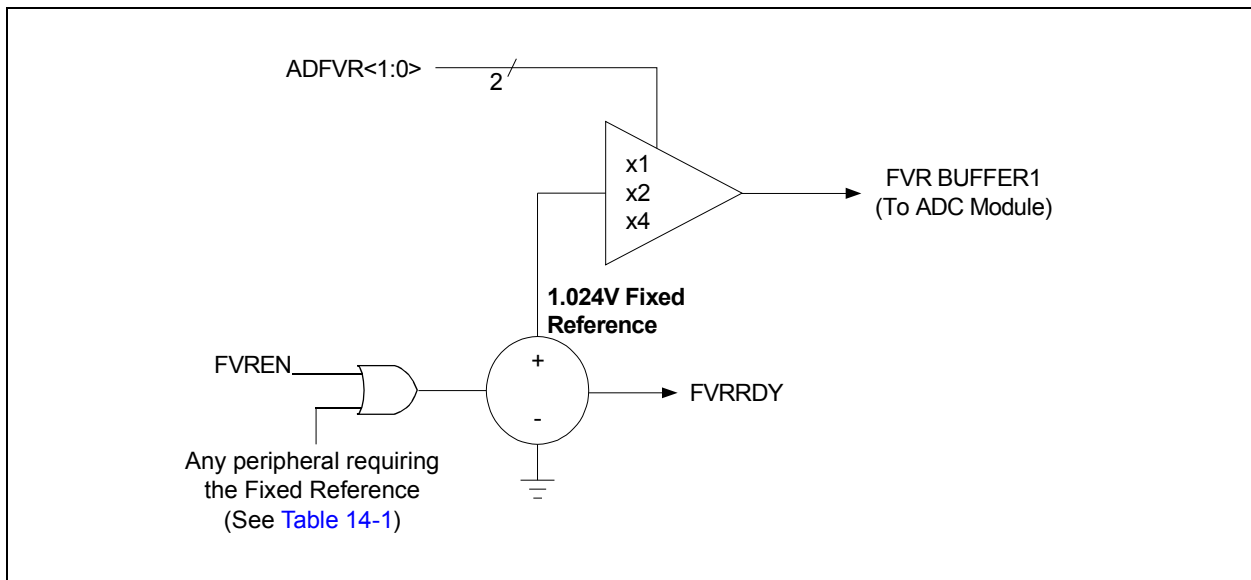 ADFVR<1:0>
2
x1
x2
x4
FVR BUFFER1
(To ADC Module)
1.024V Fixed
Reference
+
-
FVREN
FVRRDY
Any peripheral requiring
the Fixed Reference
(See Table 14-1)